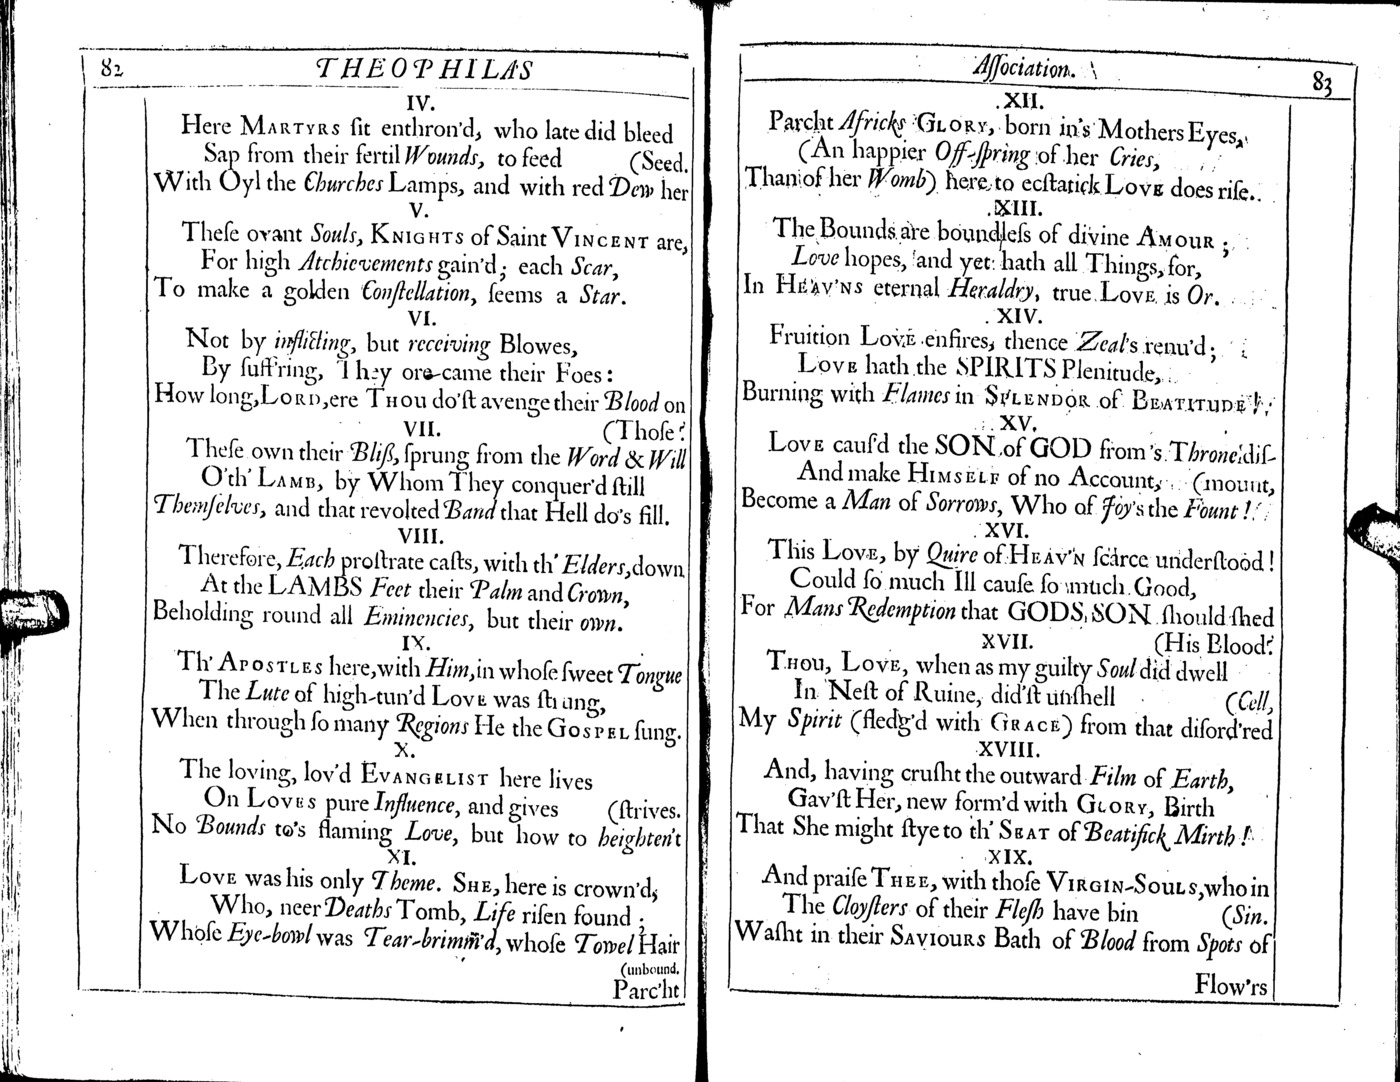 82 THEOPHILAS
IV.
Here MARTYRS ſit enthron'd, who late did bleed
Sap from their fertil Wounds, to feed (Seed.
With Oyl the Churches Lamps, and with red Dew her
V.
Theſe ovant Souls, KNIGHTS of Saint VINCENT are,
For high Atchievements gain'd; each Scar,
To make a golden Conſtellation, ſeems a Star.
VI.
Not by inflicting, but receiving Blowes,
By ſuff'ring, They ore-came their Foes:
How long, LORD, ere THOU do'ſt avenge their Blood on
VII. (Thoſe?
Theſe own their Bliß, ſprung from the Word & Will
O'th' LAMB, by Whom They conquer'd ſtill
Themſelves, and that revolted Band that Hell do's fill.
VIII.
Therefore, Each proſtrate caſts, with th' Elders, down
At the LAMBS Feet their Palm and Crown,
Beholding round all Eminencies, but their own.
IX.
Th' APOSTLES here, with Him, in whoſe ſweet Tongue
The Lute of high-tun'd LOVE was ſtrung,
When through ſo many Regions He the GOSPEL ſung.
X.
The loving, lov'd EVANGELIST here lives
On LOVES pure Influence, and gives (ſtrives.
No Bounds to's flaming Love, but how to heighten't
XI.
LOVE was his only Theme. SHE, here is crown'd,
Who, neer Deaths Tomb, Life riſen found;
Whoſe Eye-bowl was Tear-brimm'd, whoſe Towel Hair
(unbound.
Parc'ht
Aſſociation. 83
XII.
Parcht Africks GLORY, born in's Mothers Eyes,
(An happier Off-ſpring of her Cries,
Than of her Womb) here to ecſtatick LOVE does riſe.
XIII.
The Bounds are boundleſs of divine AMOUR;
Love hopes, and yet hath all Things, for,
In HEAV'NS eternal Heraldry, true LOVE is Or.
XIV.
Fruition LOVE enfires, thence Zeal's renu'd;
LOVE hath the SPIRITS Plenitude,
Burning with Flames in SPLENDOR of BEATITUDE!
XV.
LOVE cauſ'd the SON of GOD from's Throne diſ-
And make HIMSELF of no Account, (mount,
Become a Man of Sorrows, Who of Joy's the Fount!
XVI.
This LOVE, by Quire of HEAV'N ſcarce underſtood!
Could ſo much Ill cauſe ſo much Good,
For Mans Redemption that GODS SON ſhould ſhed
XVII. (His Blood?
THOU, LOVE, when as my guilty Soul did dwell
In Neſt of Ruine, did'ſt unſhell (Cell,
My Spirit (fledg'd with GRACE) from that diſord'red
XVIII.
And, having cruſht the outward Film of Earth,
Gav'ſt Her, new form'd with GLORY, Birth
That She might ſtye to th' SEAT of Beatifick Mirth!
XIX.
And praiſe THEE, with thoſe VIRGIN-SOULS, who in
The Cloyſters of their Fleſh have bin (Sin.
Waſht in their SAVIOURS Bath of Blood from Spots of
Flow'rs